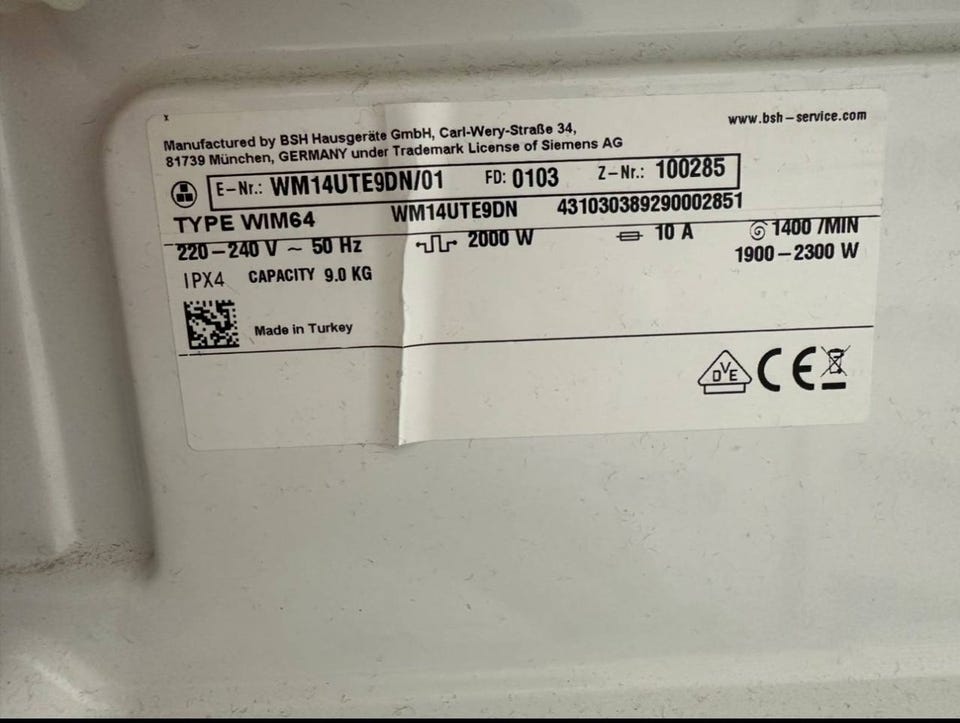 x
www.bsh-service.com
Manufactured by BSH Hausgeräte GmbH, Carl-Wery-Straße 34,
81739 München, GERMANY under Trademark License of Siemens AG
E-Nr.: WM14UTE9DN/01 FD: 0103 Z-Nr.: 100285
TYPE WIM64 WM14UTE9DN 431030389290002851
220-240 V ~ 50 Hz 2000 W 10 A 1400 /MIN
1900-2300 W
IPX4 CAPACITY 9.0 KG
Made in Turkey
DVE CE